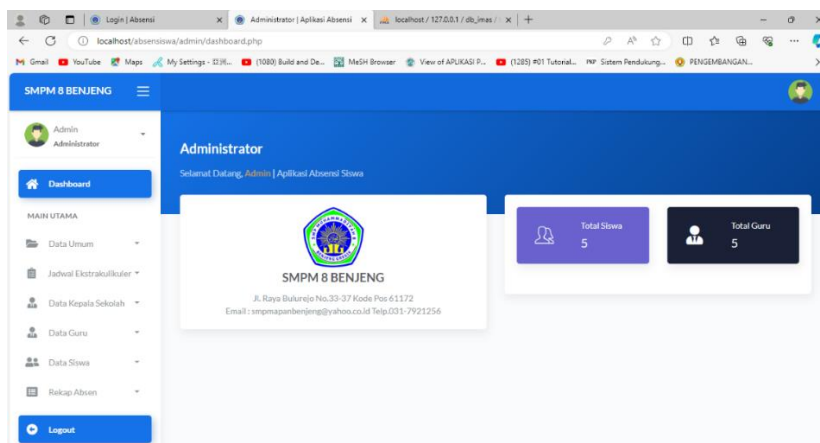 Login | Absensi
Administrator | Aplikasi Absensi
localhost / 127.0.0.1 / db_imas /
localhost/absensiswa/admin/dashboard.php
Gmail
YouTube
Maps
(1080) Build and De...
MeSH Browser
View of APLIKASI P...
(1285) #01 Tutorial...
Sistem Pendukung...
PENGEMBANGAN...
SMPM 8 BENJENG
Admin
Administrator
Administrator
Selamat Datang, Admin | Aplikasi Absensi Siswa
Dashboard
MAIN UTAMA
Data Umum
Jadwal Ekstrakulikuler
Data Kepala Sekolah
Data Guru
Data Siswa
Rekap Absen
Logout
SMPM 8 BENJENG
Jl. Raya Bulurejo No.33-37 Kode Pos 61172
Email : smpmapanbenjeng@yahoo.co.id Telp.031-7921256
Total Siswa
5
Total Guru
5